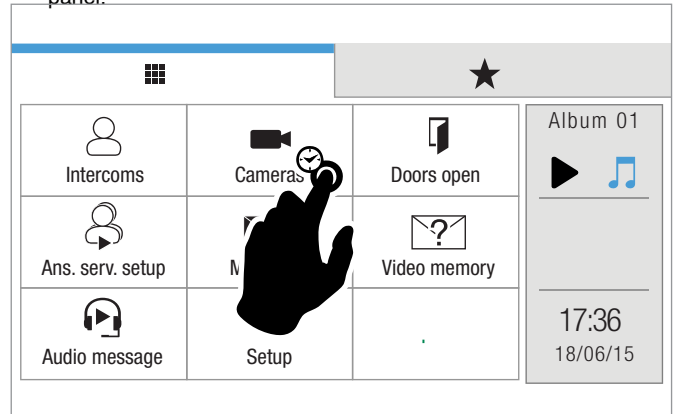 panel.
Album 01
Intercoms
Cameras
Doors open
Ans. serv. setup
M
Video memory
?
Audio message
Setup
17:36
18/06/15